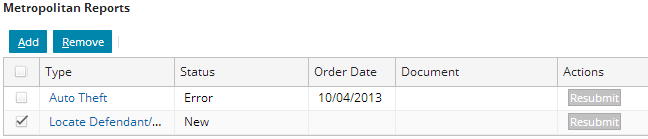 Metropolitan Reports
Add Remove
Type Status Order Date Document Actions
Auto Theft Error 10/04/2013 Resubmit
Locate Defendant/... New Resubmit